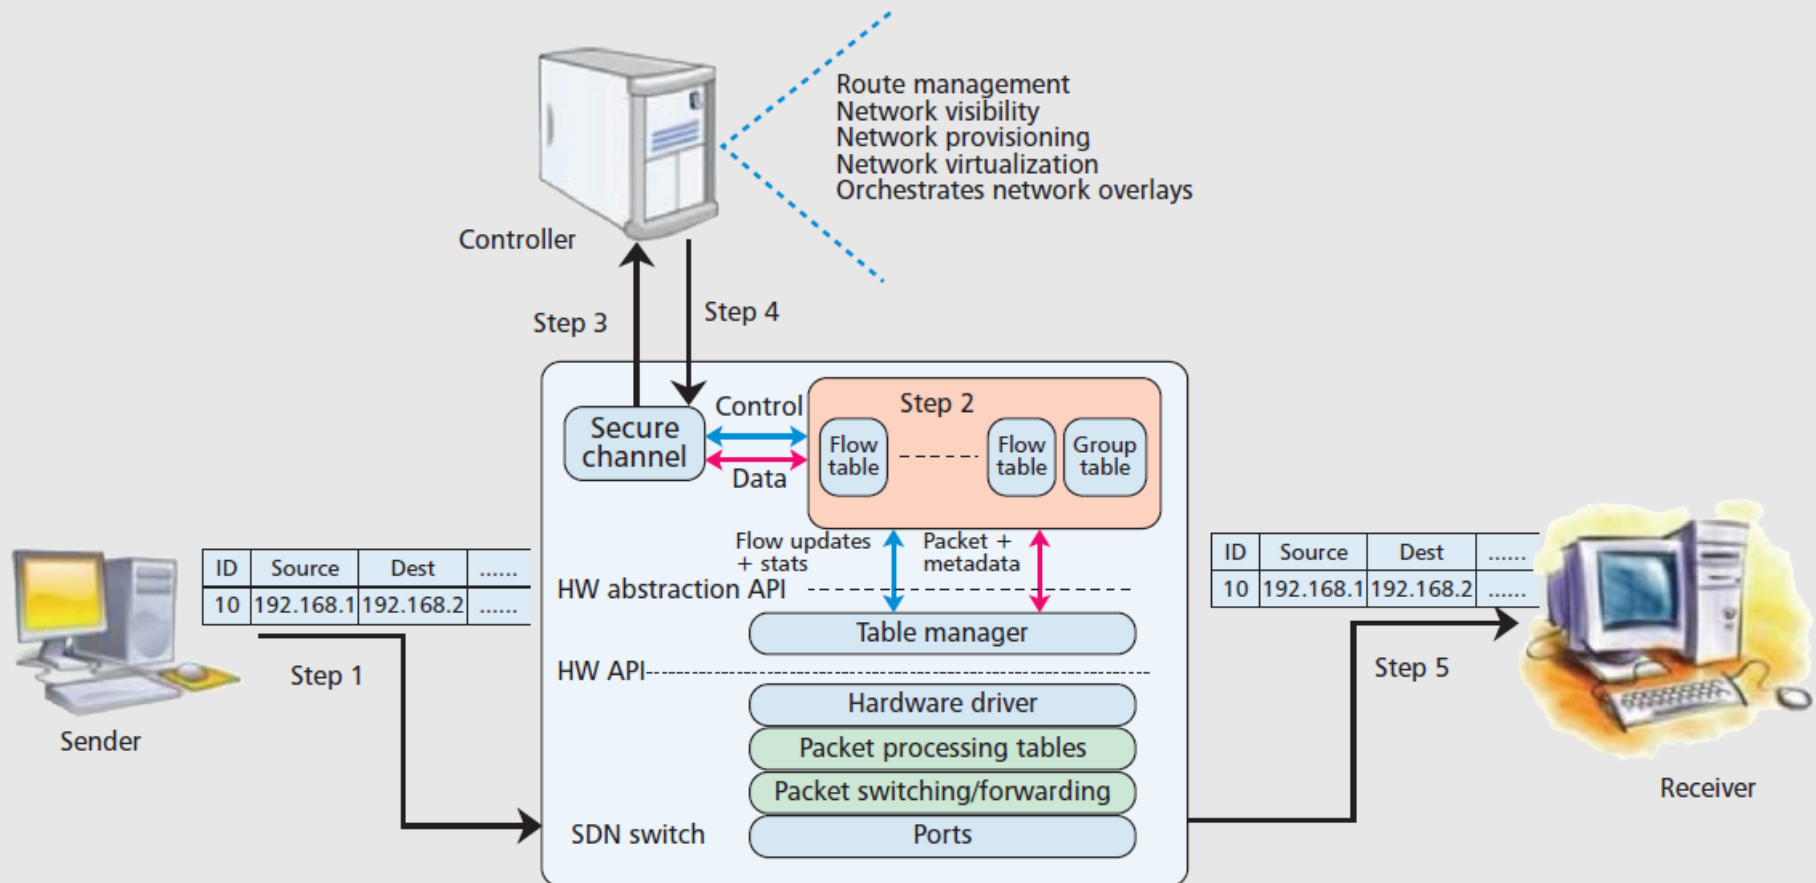 Route management
Network visibility
Network provisioning
Network virtualization
Orchestrates network overlays
Controller
Step 3
Step 4
Secure
channel
Control
Data
Step 2
Flow
table
Flow
table
Group
table
Flow updates
+ stats
Packet +
metadata
HW abstraction API
Table manager
HW API
Hardware driver
Packet processing tables
Packet switching/forwarding
SDN switch
Ports
ID Source Dest ......
10 192.168.1 192.168.2 ......
Step 1
Sender
ID Source Dest ......
10 192.168.1 192.168.2 ......
Step 5
Receiver